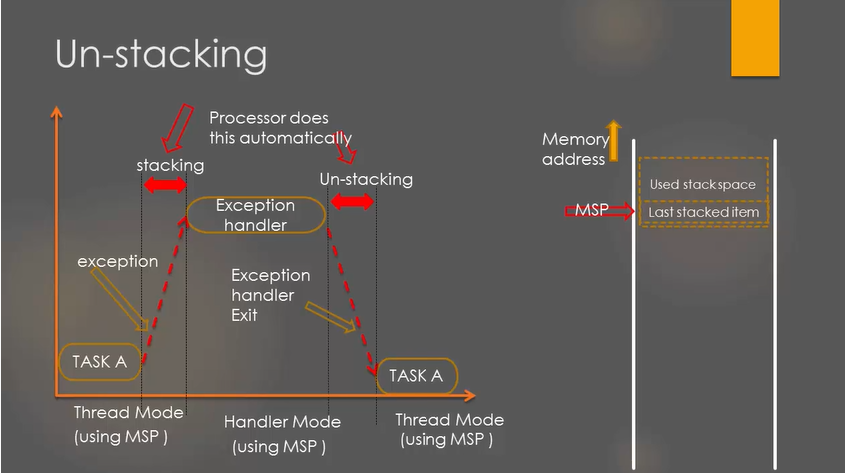 Un-stacking
Processor does
this automatically
stacking
Un-stacking
Exception
handler
exception
Exception
handler
Exit
TASK A
TASK A
Thread Mode
(using MSP )
Handler Mode
(using MSP )
Thread Mode
(using MSP )
Memory
address
Used stack space
MSP
Last stacked item